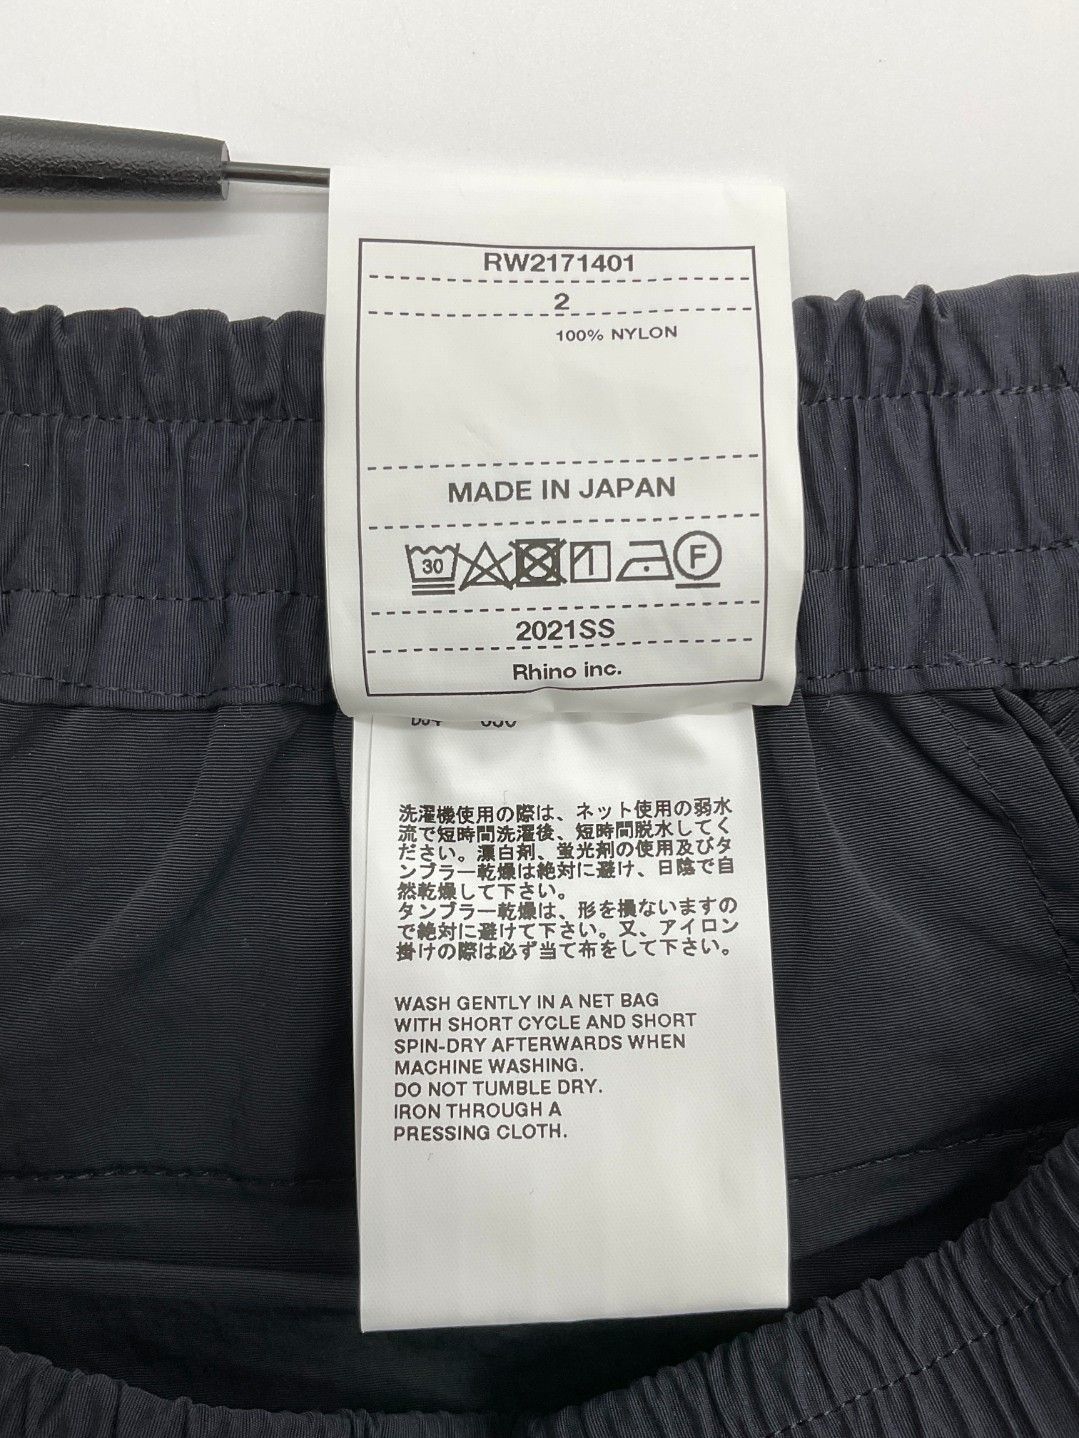 RW2171401
2
100% NYLON
MADE IN JAPAN
30
F
2021SS
Rhino inc.
洗濯機使用の際は、ネット使用の弱水
流で短時間洗濯後、短時間脱水してく
ださい。漂白剤、蛍光剤の使用及びタ
ンブラー乾燥は絶対に避け、日陰で自
然乾燥して下さい。
タンブラー乾燥は、形を損ないますの
で絶対に避けて下さい。又、アイロン
掛けの際は必ず当て布をして下さい。
WASH GENTLY IN A NET BAG
WITH SHORT CYCLE AND SHORT
SPIN-DRY AFTERWARDS WHEN
MACHINE WASHING.
DO NOT TUMBLE DRY.
IRON THROUGH A
PRESSING CLOTH.